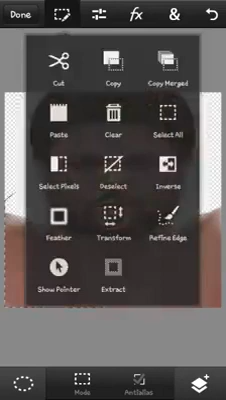 Done fx &
Cut Copy Copy Merged
Paste Clear Select All
Select Pixels Deselect Inverse
Feather Transform Refine Edge
Show Pointer Extract
Mode Antialias